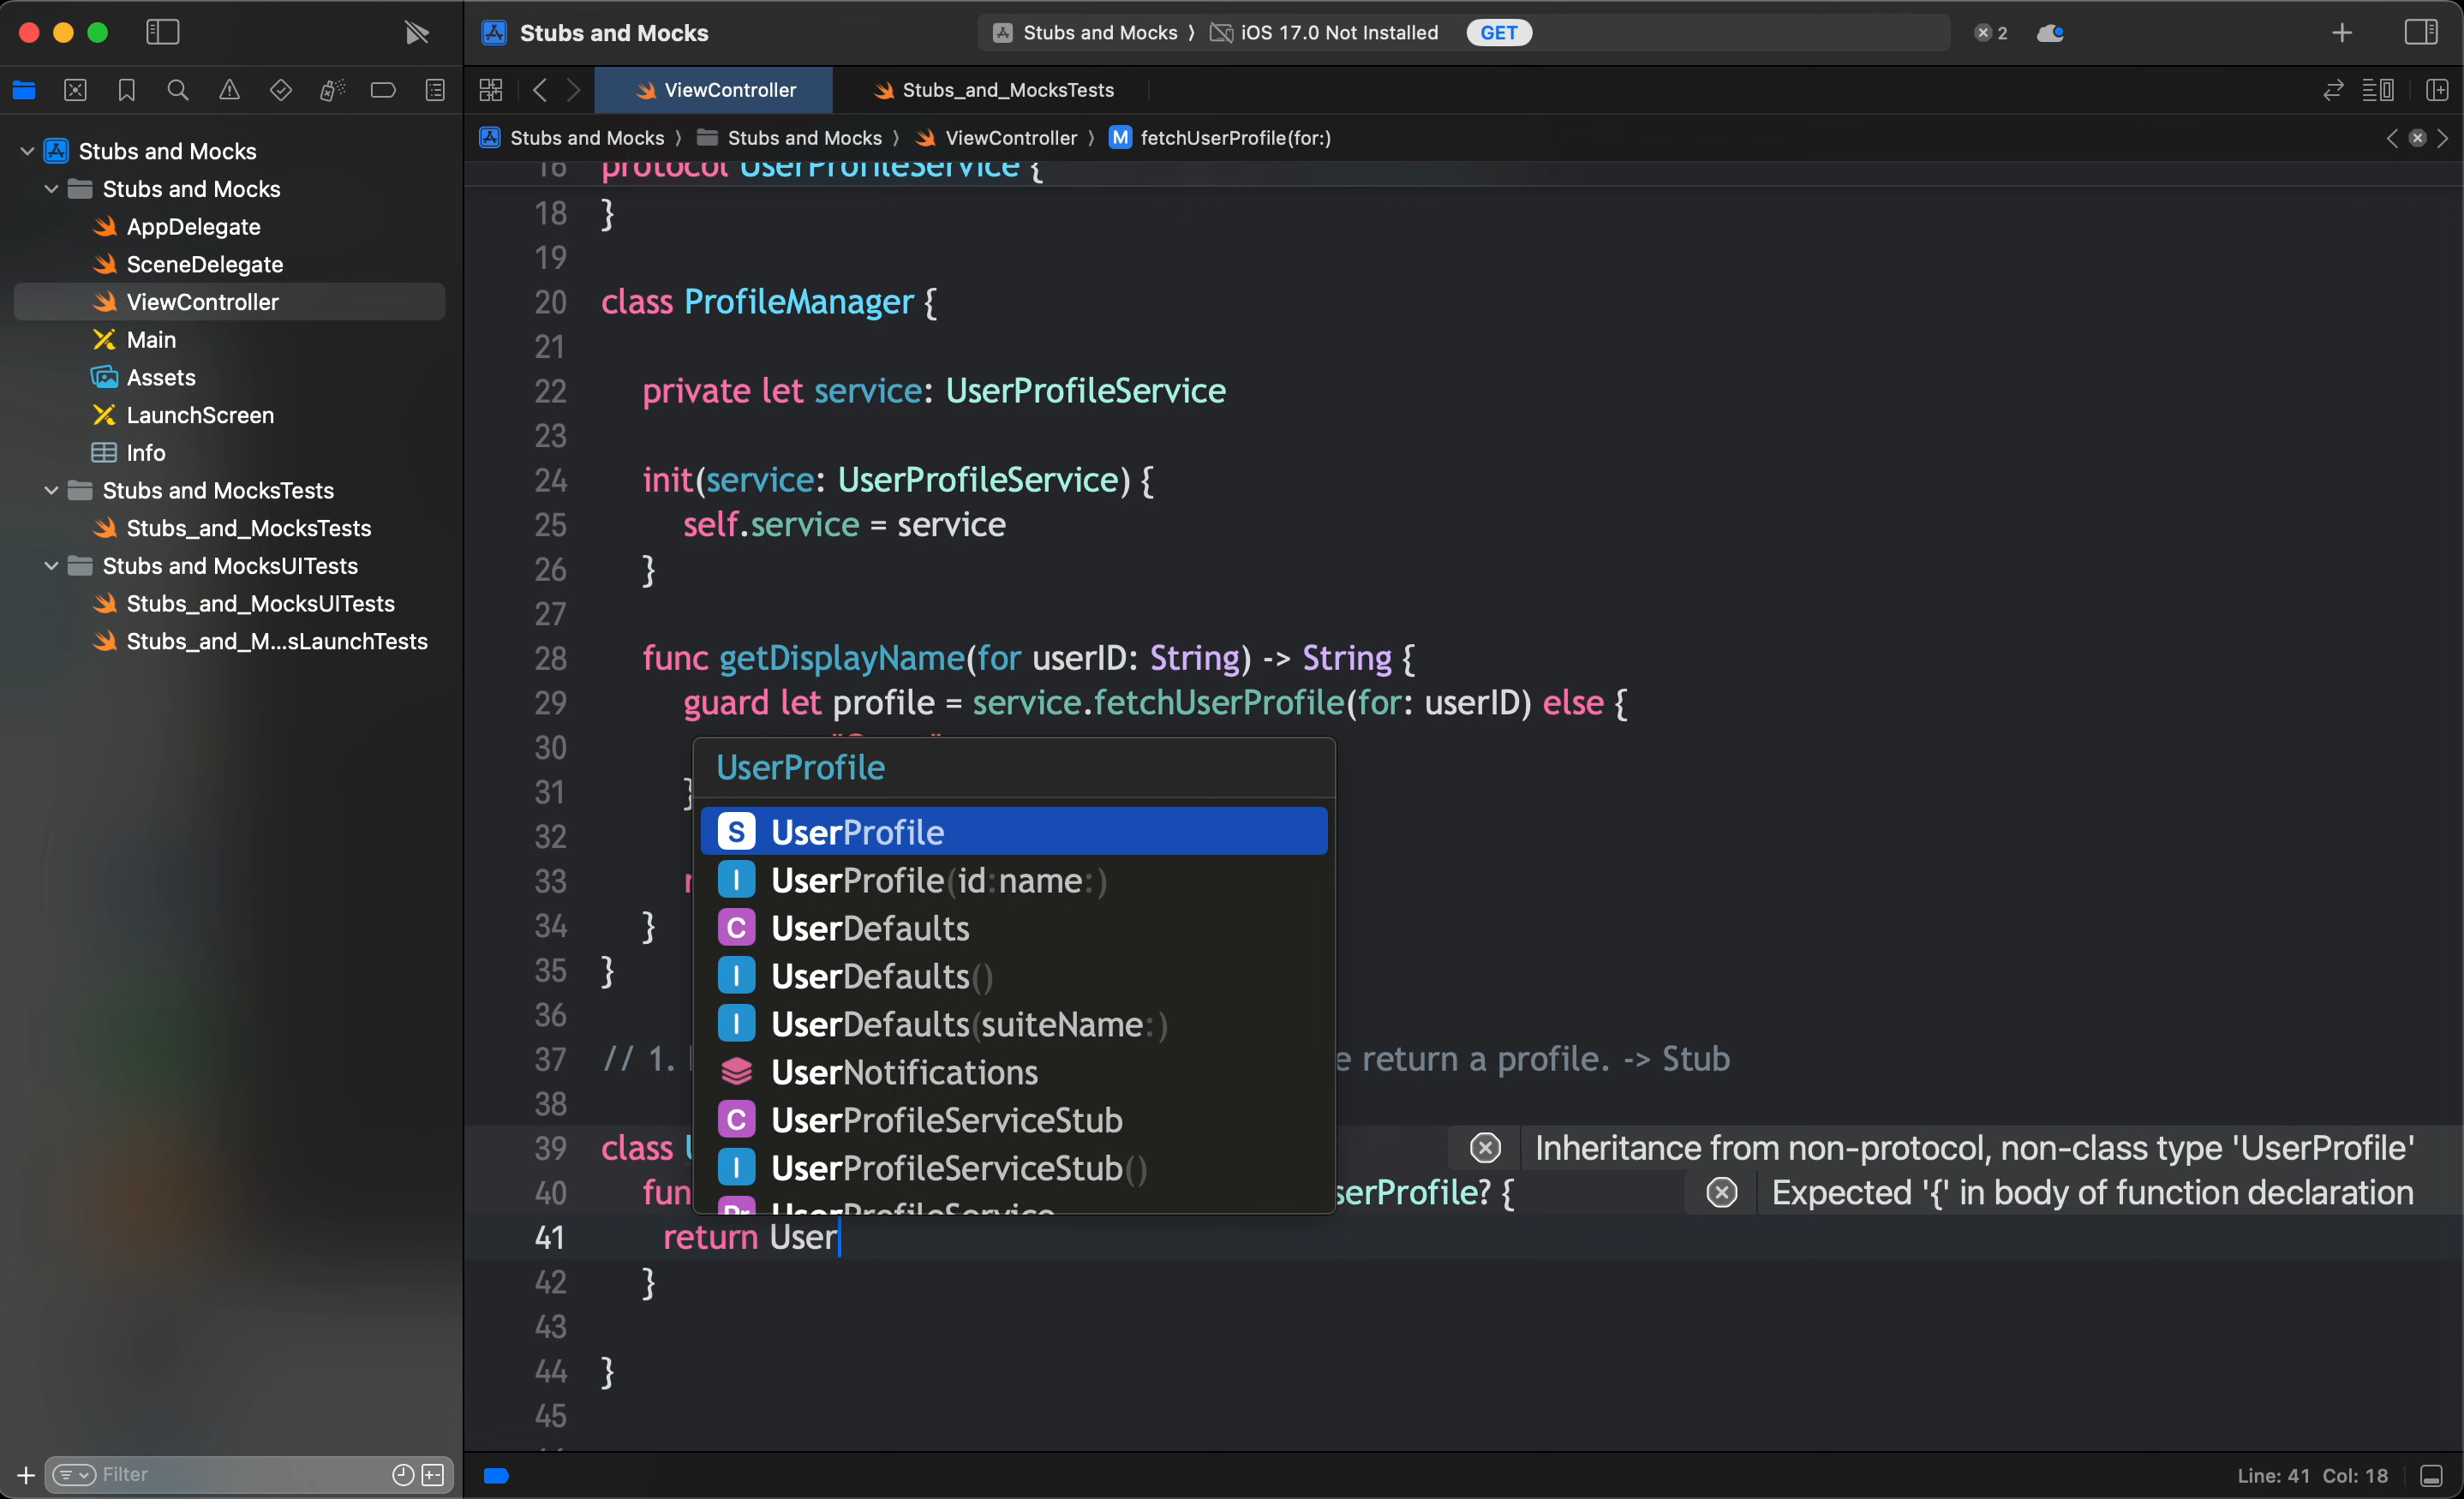 Stubs and Mocks
Stubs and Mocks
iOS 17.0 Not Installed
GET
2
ViewController
Stubs_and_MocksTests
Stubs and Mocks
Stubs and Mocks
ViewController
M
fetchUserProfile(for:)
Stubs and Mocks
Stubs and Mocks
AppDelegate
SceneDelegate
ViewController
Main
Assets
LaunchScreen
Info
Stubs and MocksTests
Stubs_and_MocksTests
Stubs and MocksUITests
Stubs_and_MocksUITests
Stubs_and_M...sLaunchTests
Filter
16 protocol UserProfileService {
18 }
19
20 class ProfileManager {
21
22 private let service: UserProfileService
23
24 init(service: UserProfileService) {
25 self.service = service
26 }
27
28 func getDisplayName(for userID: String) -> String {
29 guard let profile = service.fetchUserProfile(for: userID) else {
30
31 }
32
33
34 }
35 }
36
37 // 1. e return a profile. -> Stub
38
39 class Inheritance from non-protocol, non-class type 'UserProfile'
40 fun serProfile? { Expected '{' in body of function declaration
41 return User
42 }
43
44 }
45
UserProfile
S UserProfile
I UserProfile(id:name:)
C UserDefaults
I UserDefaults()
I UserDefaults(suiteName:)
UserNotifications
C UserProfileServiceStub
I UserProfileServiceStub()
Pr UserProfileService
Line: 41 Col: 18